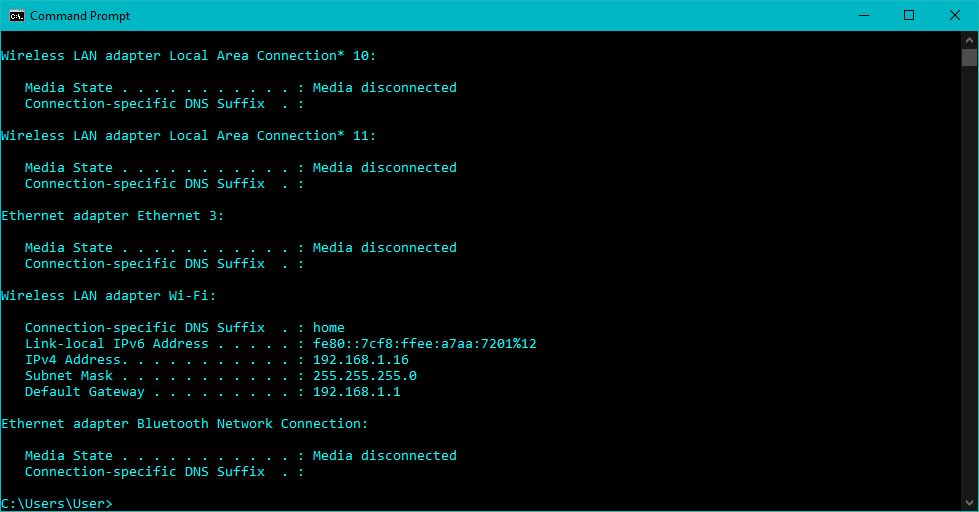 Command Prompt
Wireless LAN adapter Local Area Connection* 10:
Media State . . . . . . . . . . . : Media disconnected
Connection-specific DNS Suffix  . :
Wireless LAN adapter Local Area Connection* 11:
Media State . . . . . . . . . . . : Media disconnected
Connection-specific DNS Suffix  . :
Ethernet adapter Ethernet 3:
Media State . . . . . . . . . . . : Media disconnected
Connection-specific DNS Suffix  . :
Wireless LAN adapter Wi-Fi:
Connection-specific DNS Suffix  . : home
Link-local IPv6 Address . . . . . : fe80::7cf8:ffee:a7aa:7201%12
IPv4 Address. . . . . . . . . . . : 192.168.1.16
Subnet Mask . . . . . . . . . . . : 255.255.255.0
Default Gateway . . . . . . . . . : 192.168.1.1
Ethernet adapter Bluetooth Network Connection:
Media State . . . . . . . . . . . : Media disconnected
Connection-specific DNS Suffix  . :
C:\Users\User>